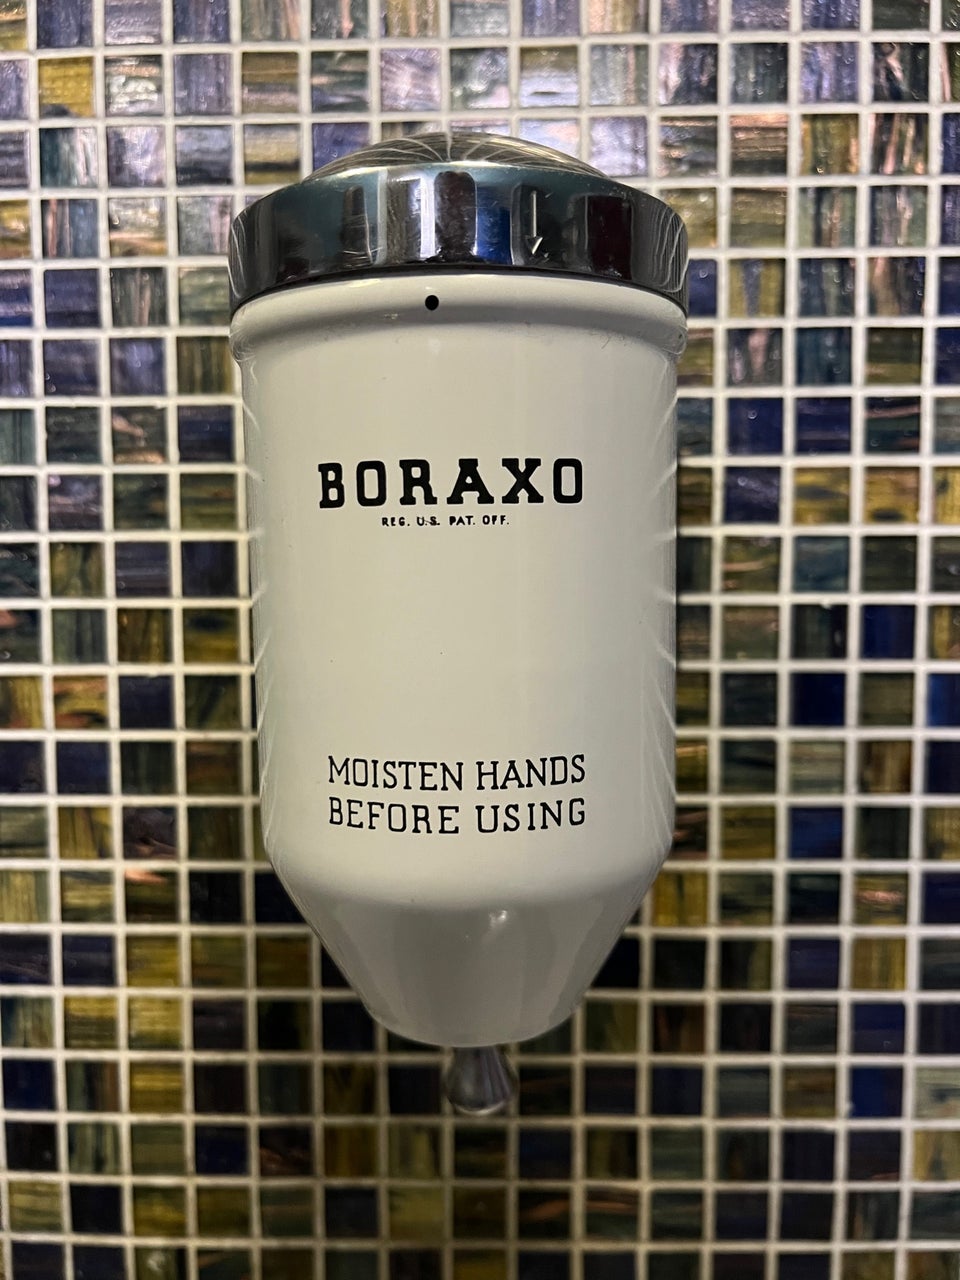 BORAXO
REG. U.S. PAT. OFF.
MOISTEN HANDS
BEFORE USING